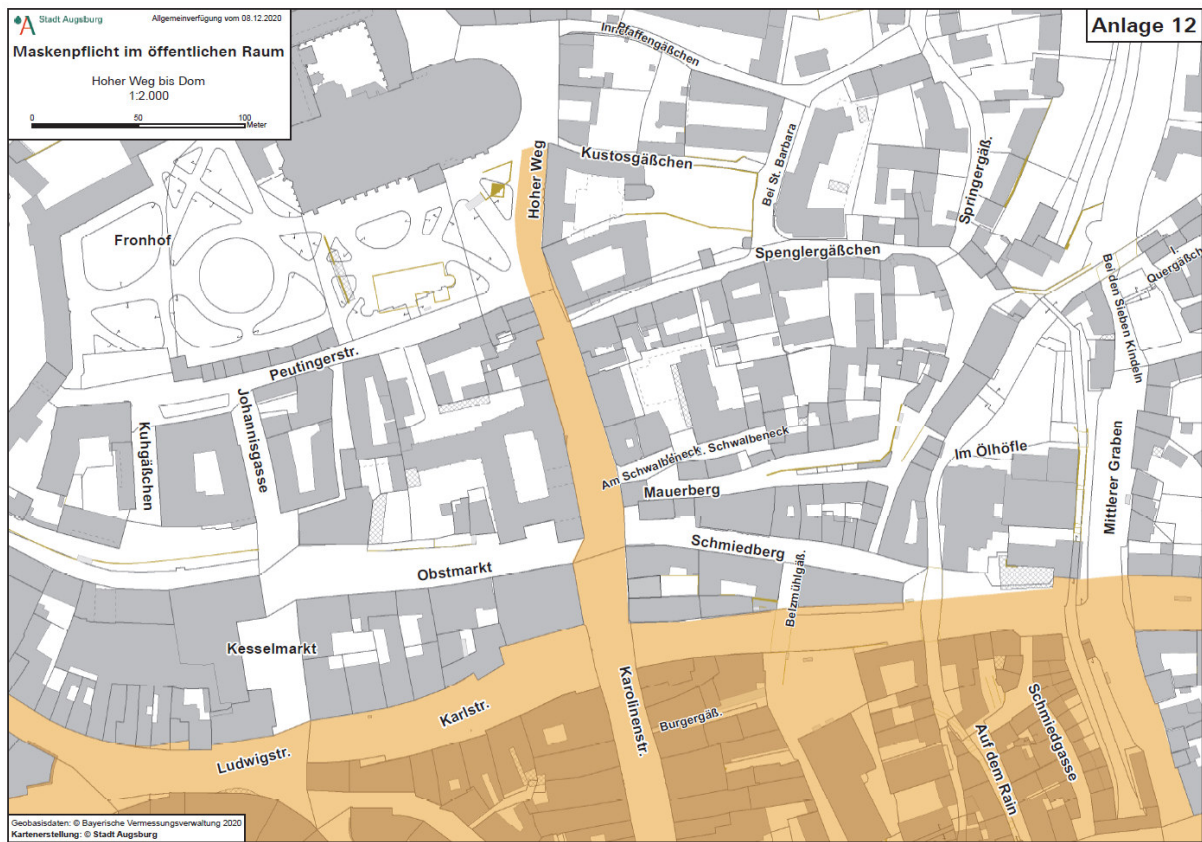 Stadt Augsburg
Allgemeinverfügung vom 08.12.2020
Maskenpflicht im öffentlichen Raum
Hoher Weg bis Dom
1:2.000
0 50 100
Meter
Anlage 12
Pfaffengäßchen
Kustosgäßchen
Hoher Weg
Bei St. Barbara
Springergäß.
Fronhof
Spenglergäßchen
I.
Quergäßch
Bei den Sieben Kindeln
Peutingerstr.
Johannisgasse
Kuhgäßchen
Am Schwalbeneck
. Schwalbeneck
Im Ölhöfle
Mauerberg
Mittlerer Graben
Schmiedberg
Obstmarkt
Belzmühlgäß.
Kesselmarkt
Karolinenstr.
Karlstr.
Burgergäß.
Schmiedgasse
Auf dem Rain
Ludwigstr.
Geobasisdaten: © Bayerische Vermessungsverwaltung 2020
Kartenerstellung: © Stadt Augsburg